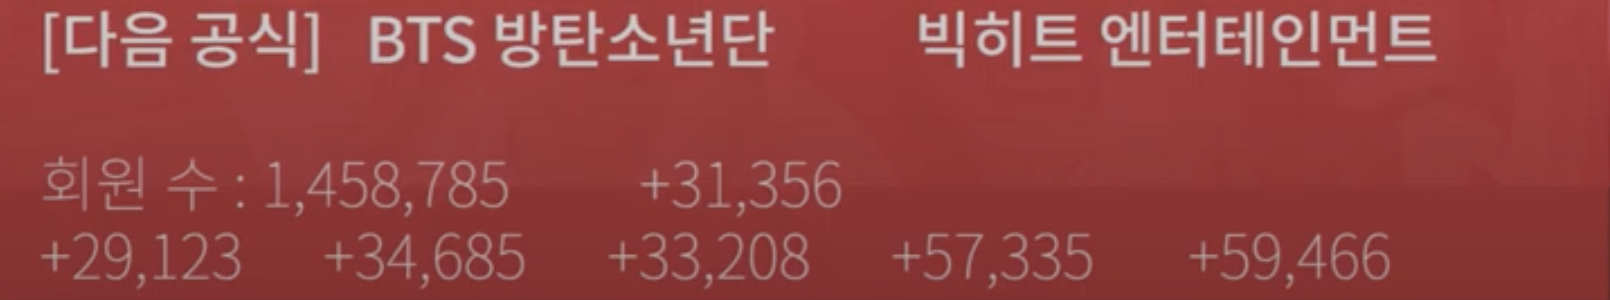 [다음 공식] BTS 방탄소년단 빅히트 엔터테인먼트
회원 수 : 1,458,785 +31,356
+29,123 +34,685 +33,208 +57,335 +59,466